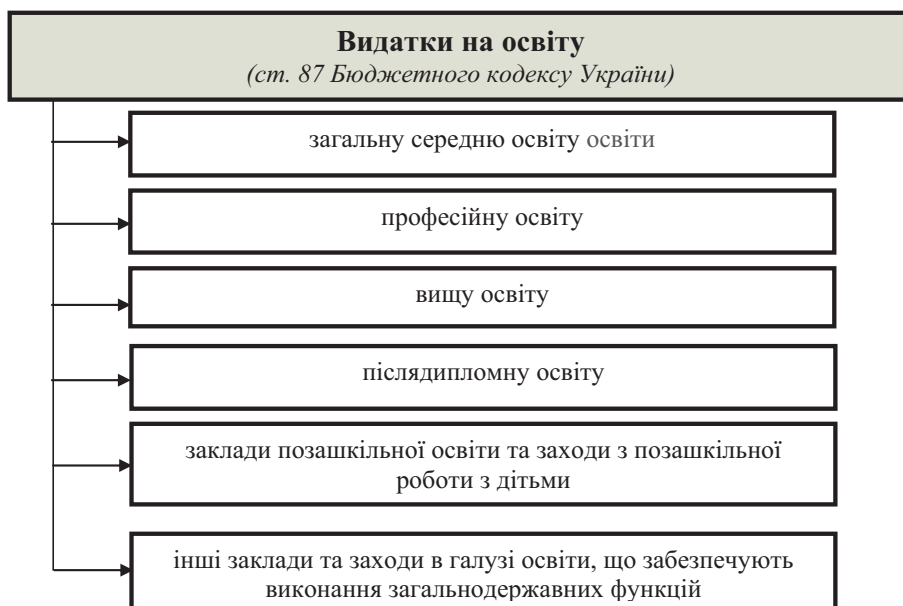 Видатки на освіту
(ст. 87 Бюджетного кодексу України)
загальну середню освіту освіти
професійну освіту
вищу освіту
післядипломну освіту
заклади позашкільної освіти та заходи з позашкільної
роботи з дітьми
інші заклади та заходи в галузі освіти, що забезпечують
виконання загальнодержавних функцій